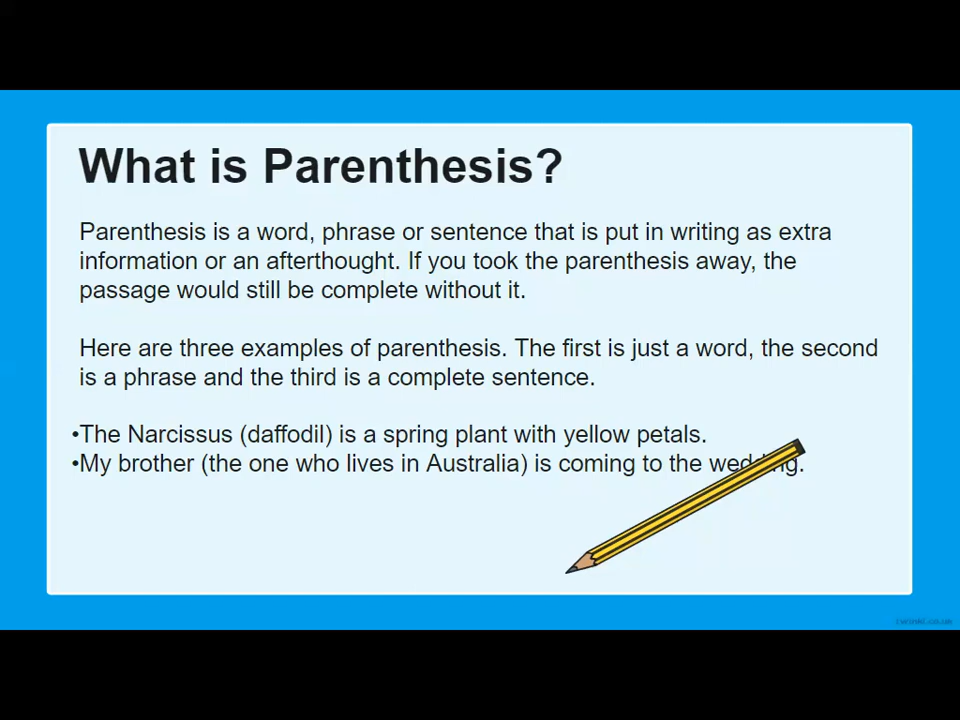 What is Parenthesis?
Parenthesis is a word, phrase or sentence that is put in writing as extra
information or an afterthought. If you took the parenthesis away, the
passage would still be complete without it.
Here are three examples of parenthesis. The first is just a word, the second
is a phrase and the third is a complete sentence.
•The Narcissus (daffodil) is a spring plant with yellow petals.
•My brother (the one who lives in Australia) is coming to the wedding.